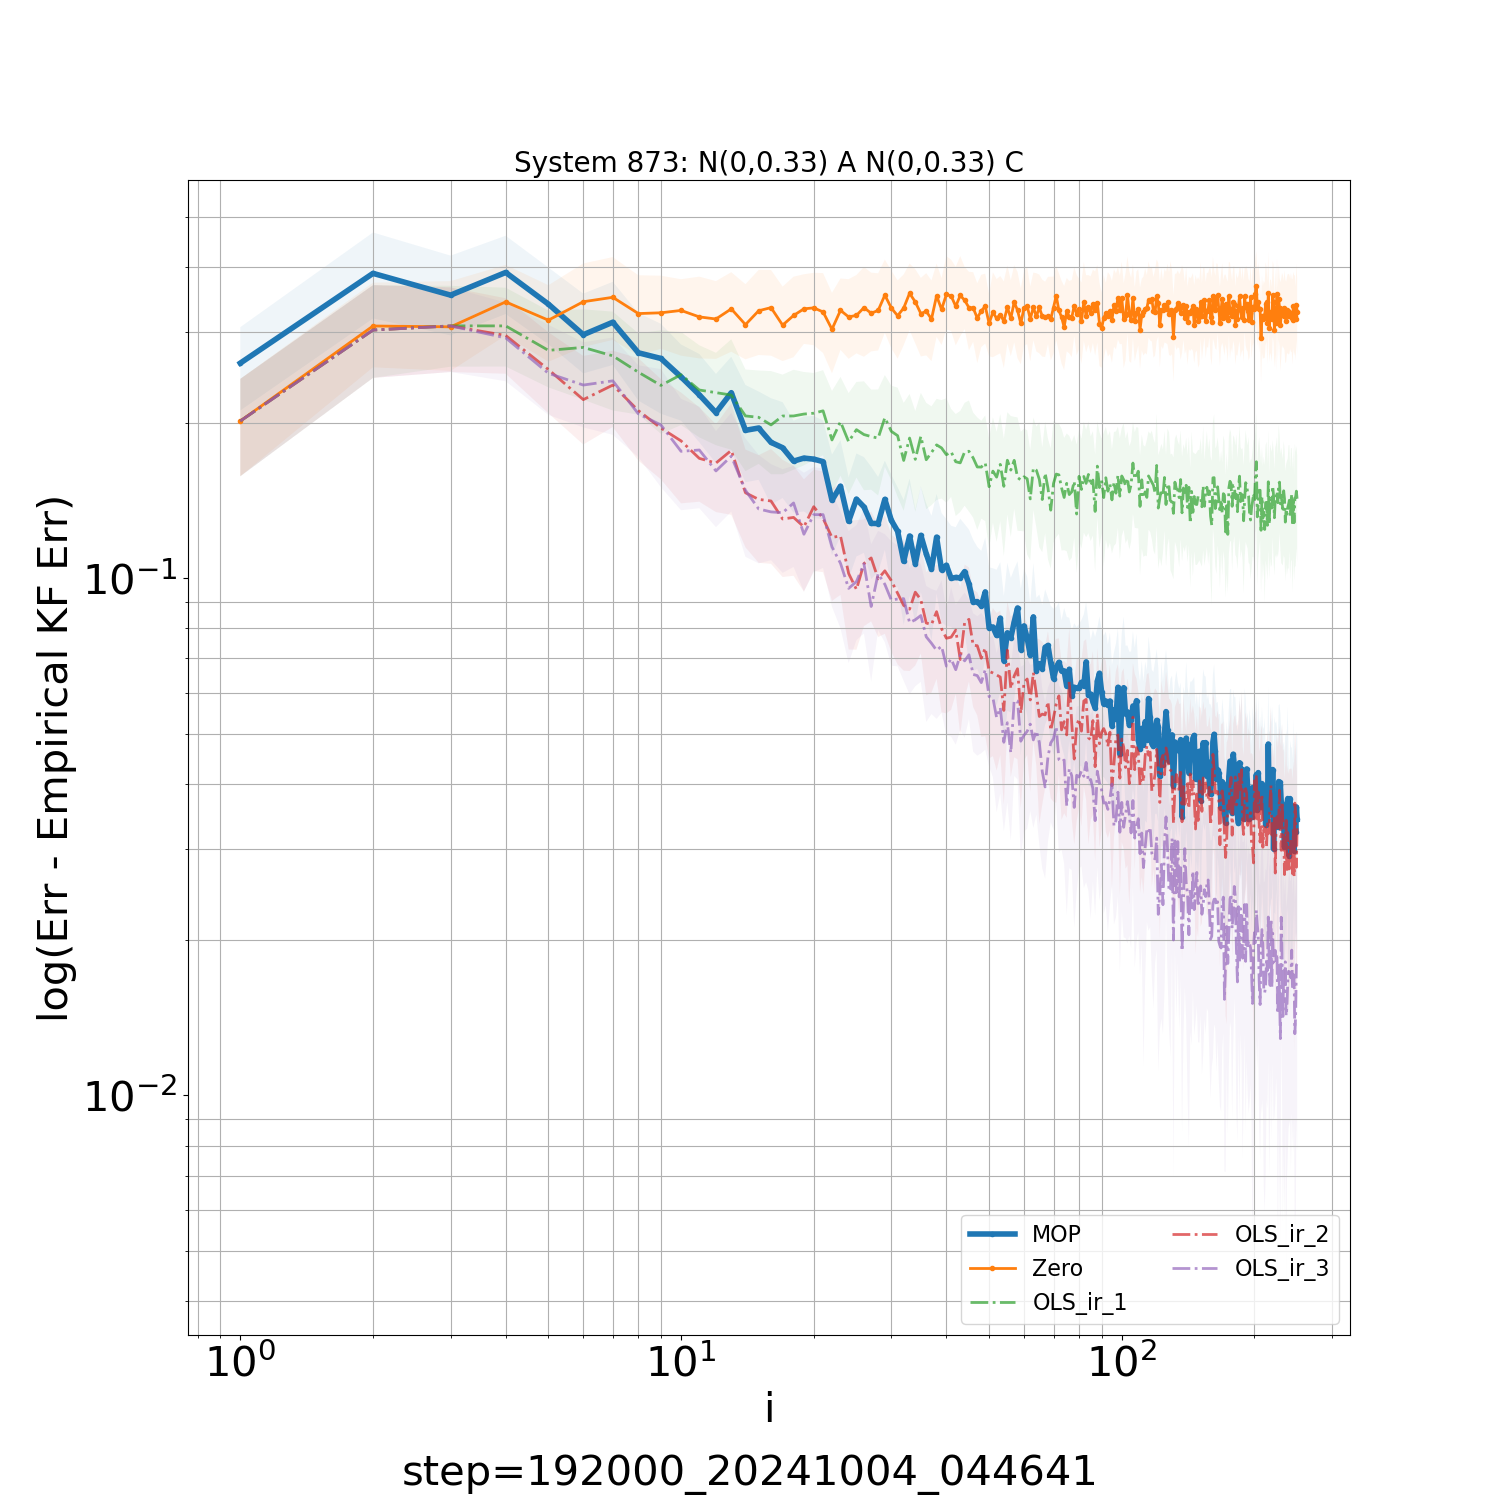 System 873: N(0,0.33) A N(0,0.33) C
log(Err - Empirical KF Err)
10⁻¹
10⁻²
10⁰
10¹
10²
i
step=192000_20241004_044641
MOP
Zero
OLS_ir_1
OLS_ir_2
OLS_ir_3